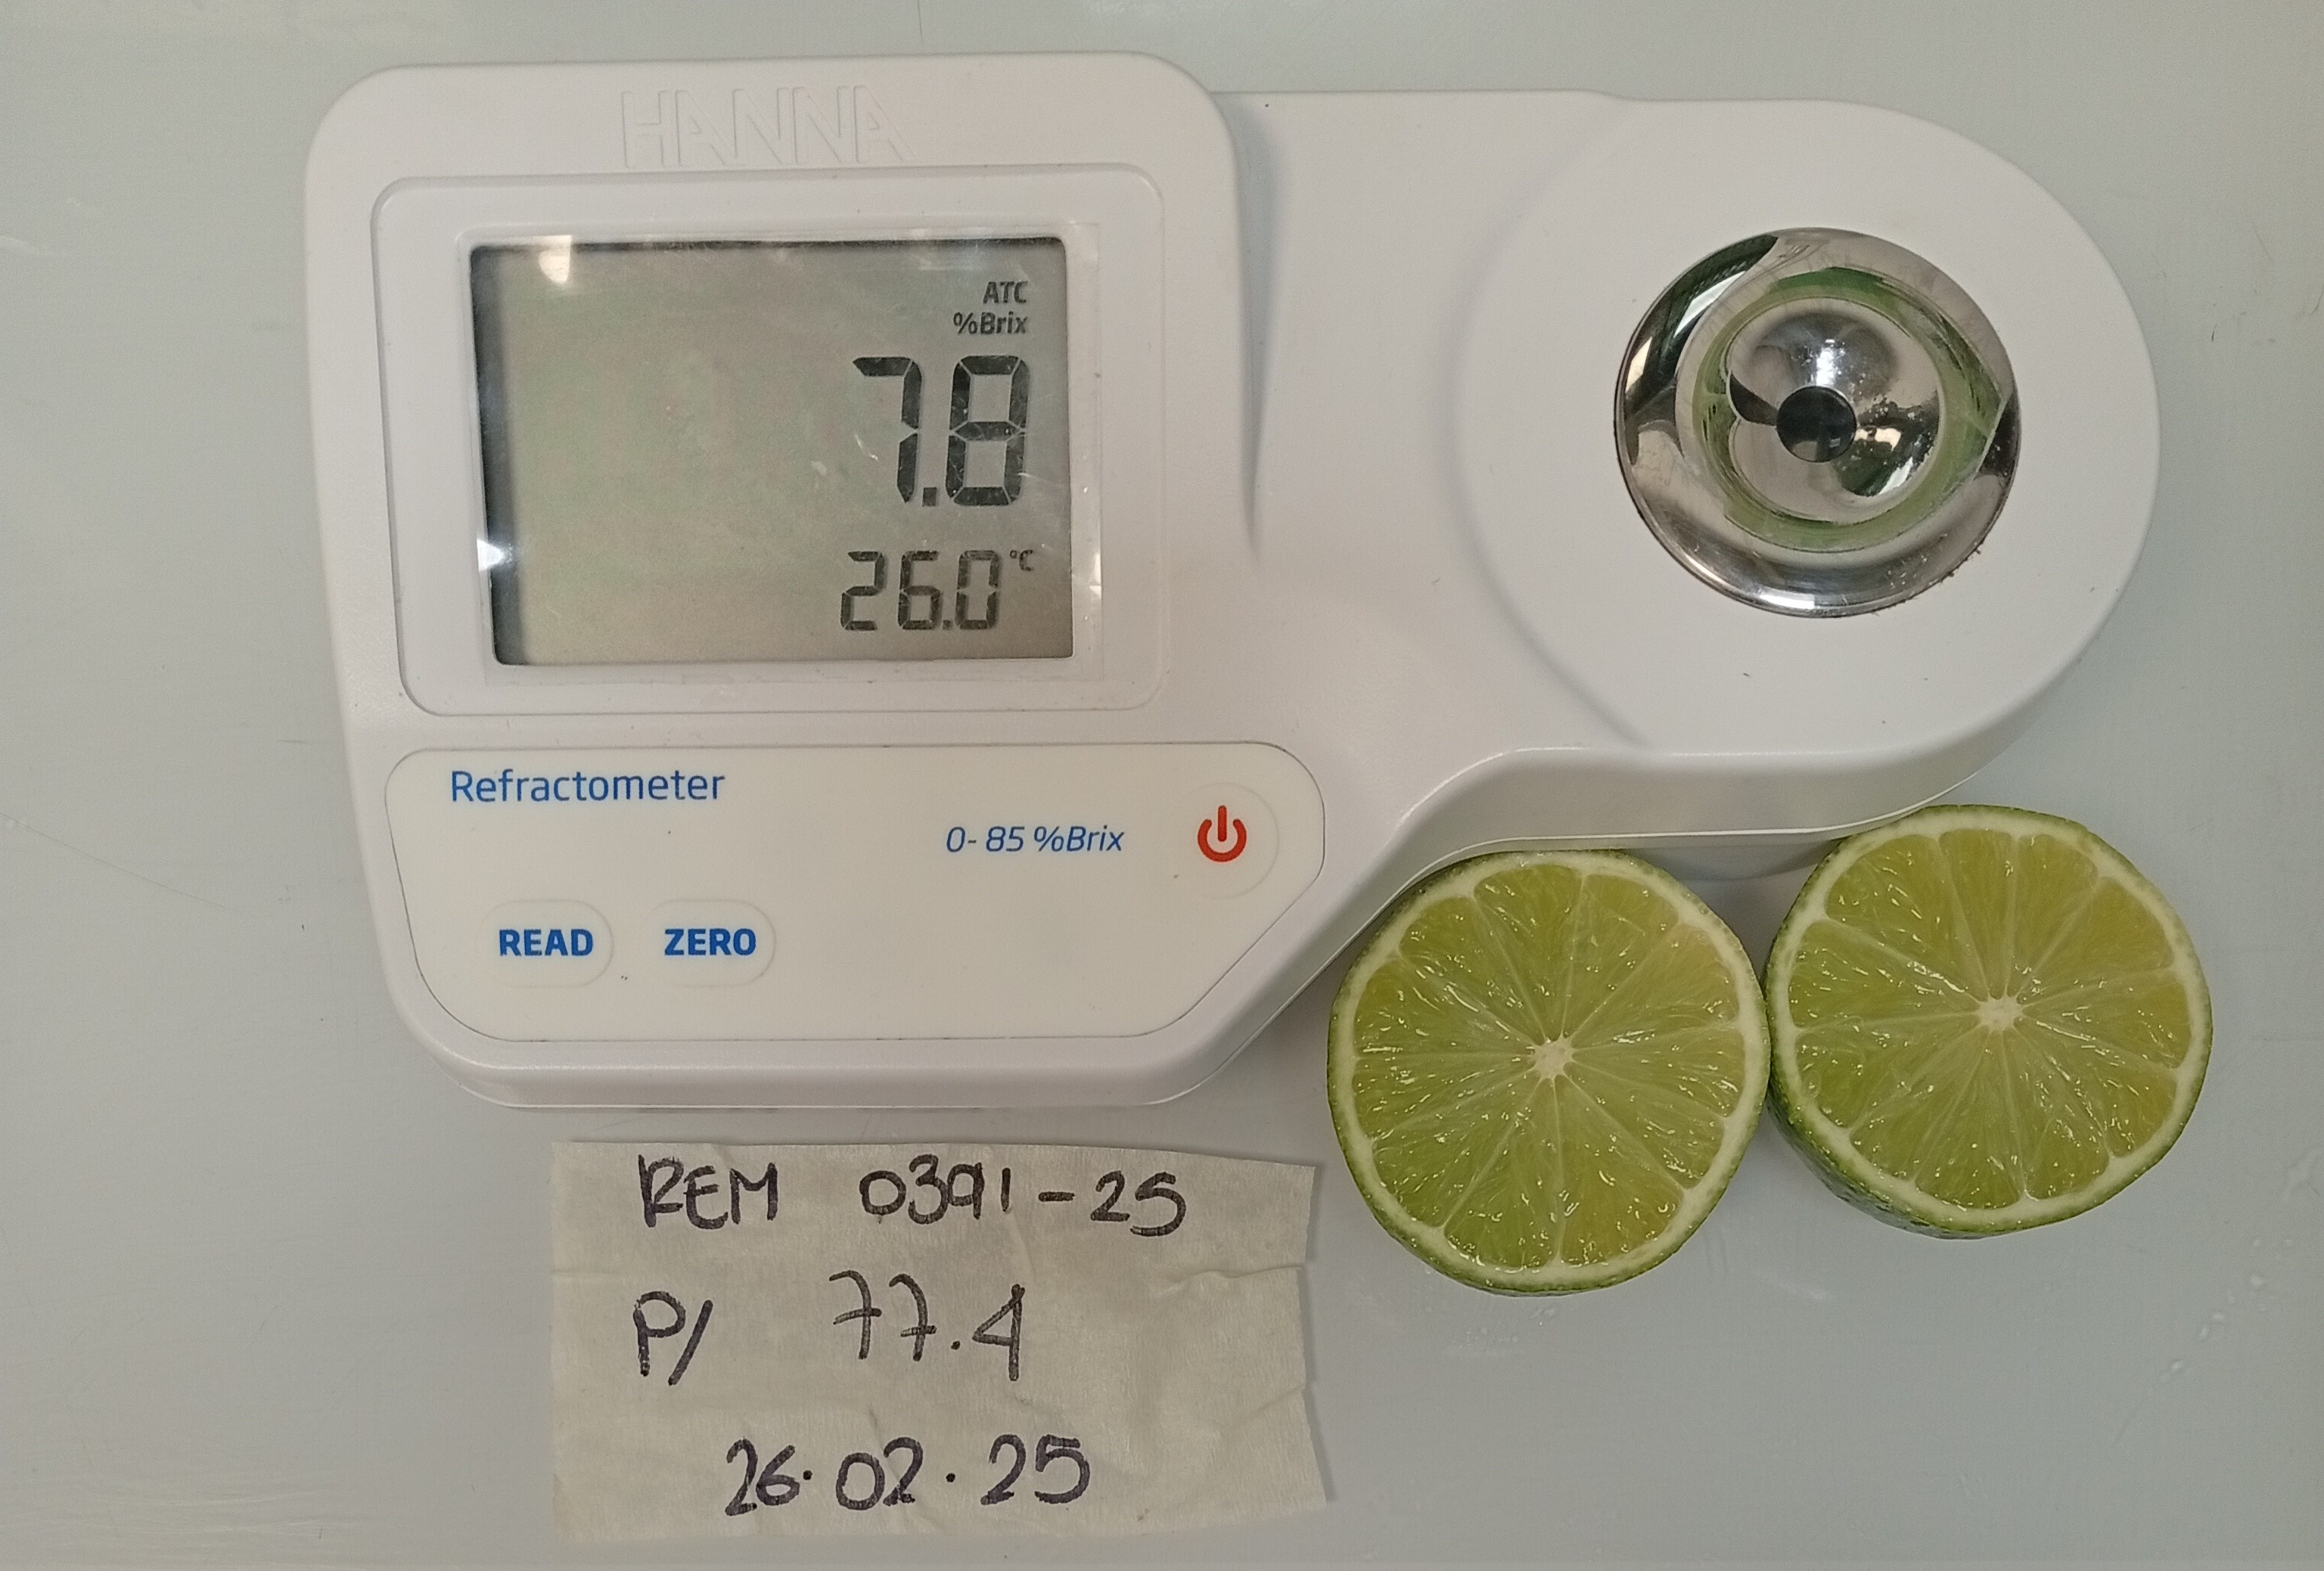 HANNA
ATC
%Brix
7.8
26.0 °C
Refractometer
0-85 %Brix
READ ZERO
REM 0391-25
P/ 77.4
26.02.25